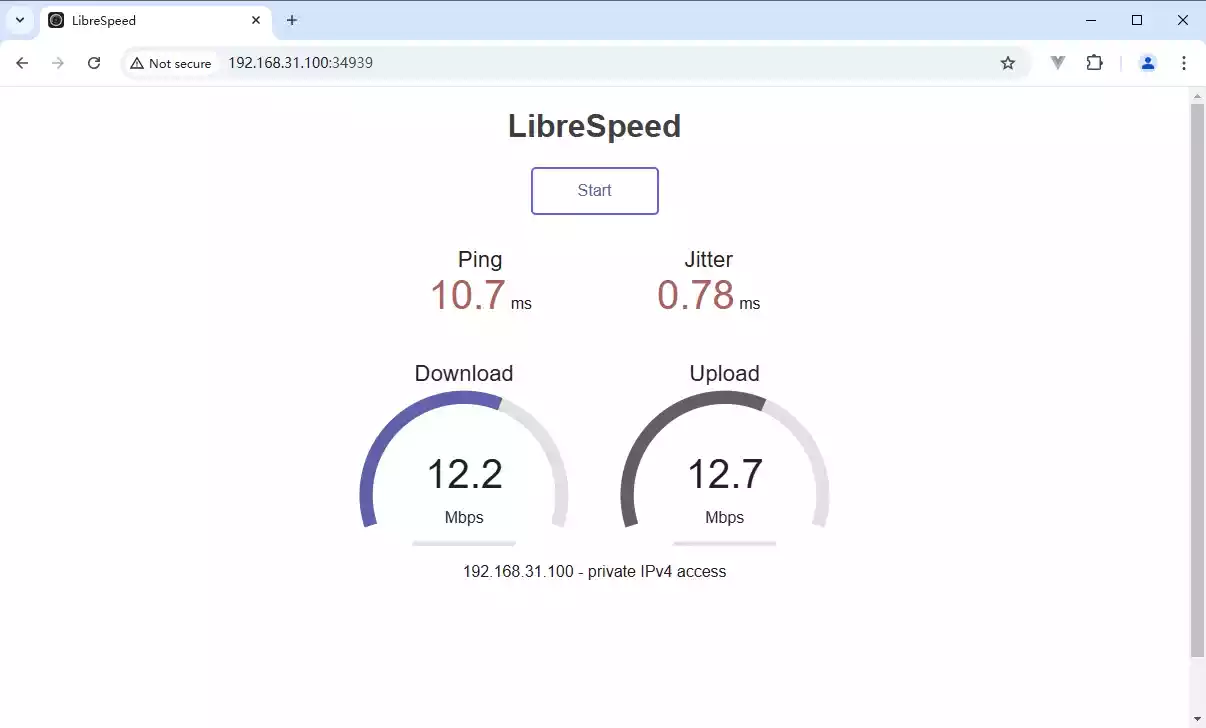 LibreSpeed
Not secure 192.168.31.100:34939
LibreSpeed
Start
Ping Jitter
10.7 ms 0.78 ms
Download Upload
12.2 12.7
Mbps Mbps
192.168.31.100 - private IPv4 access